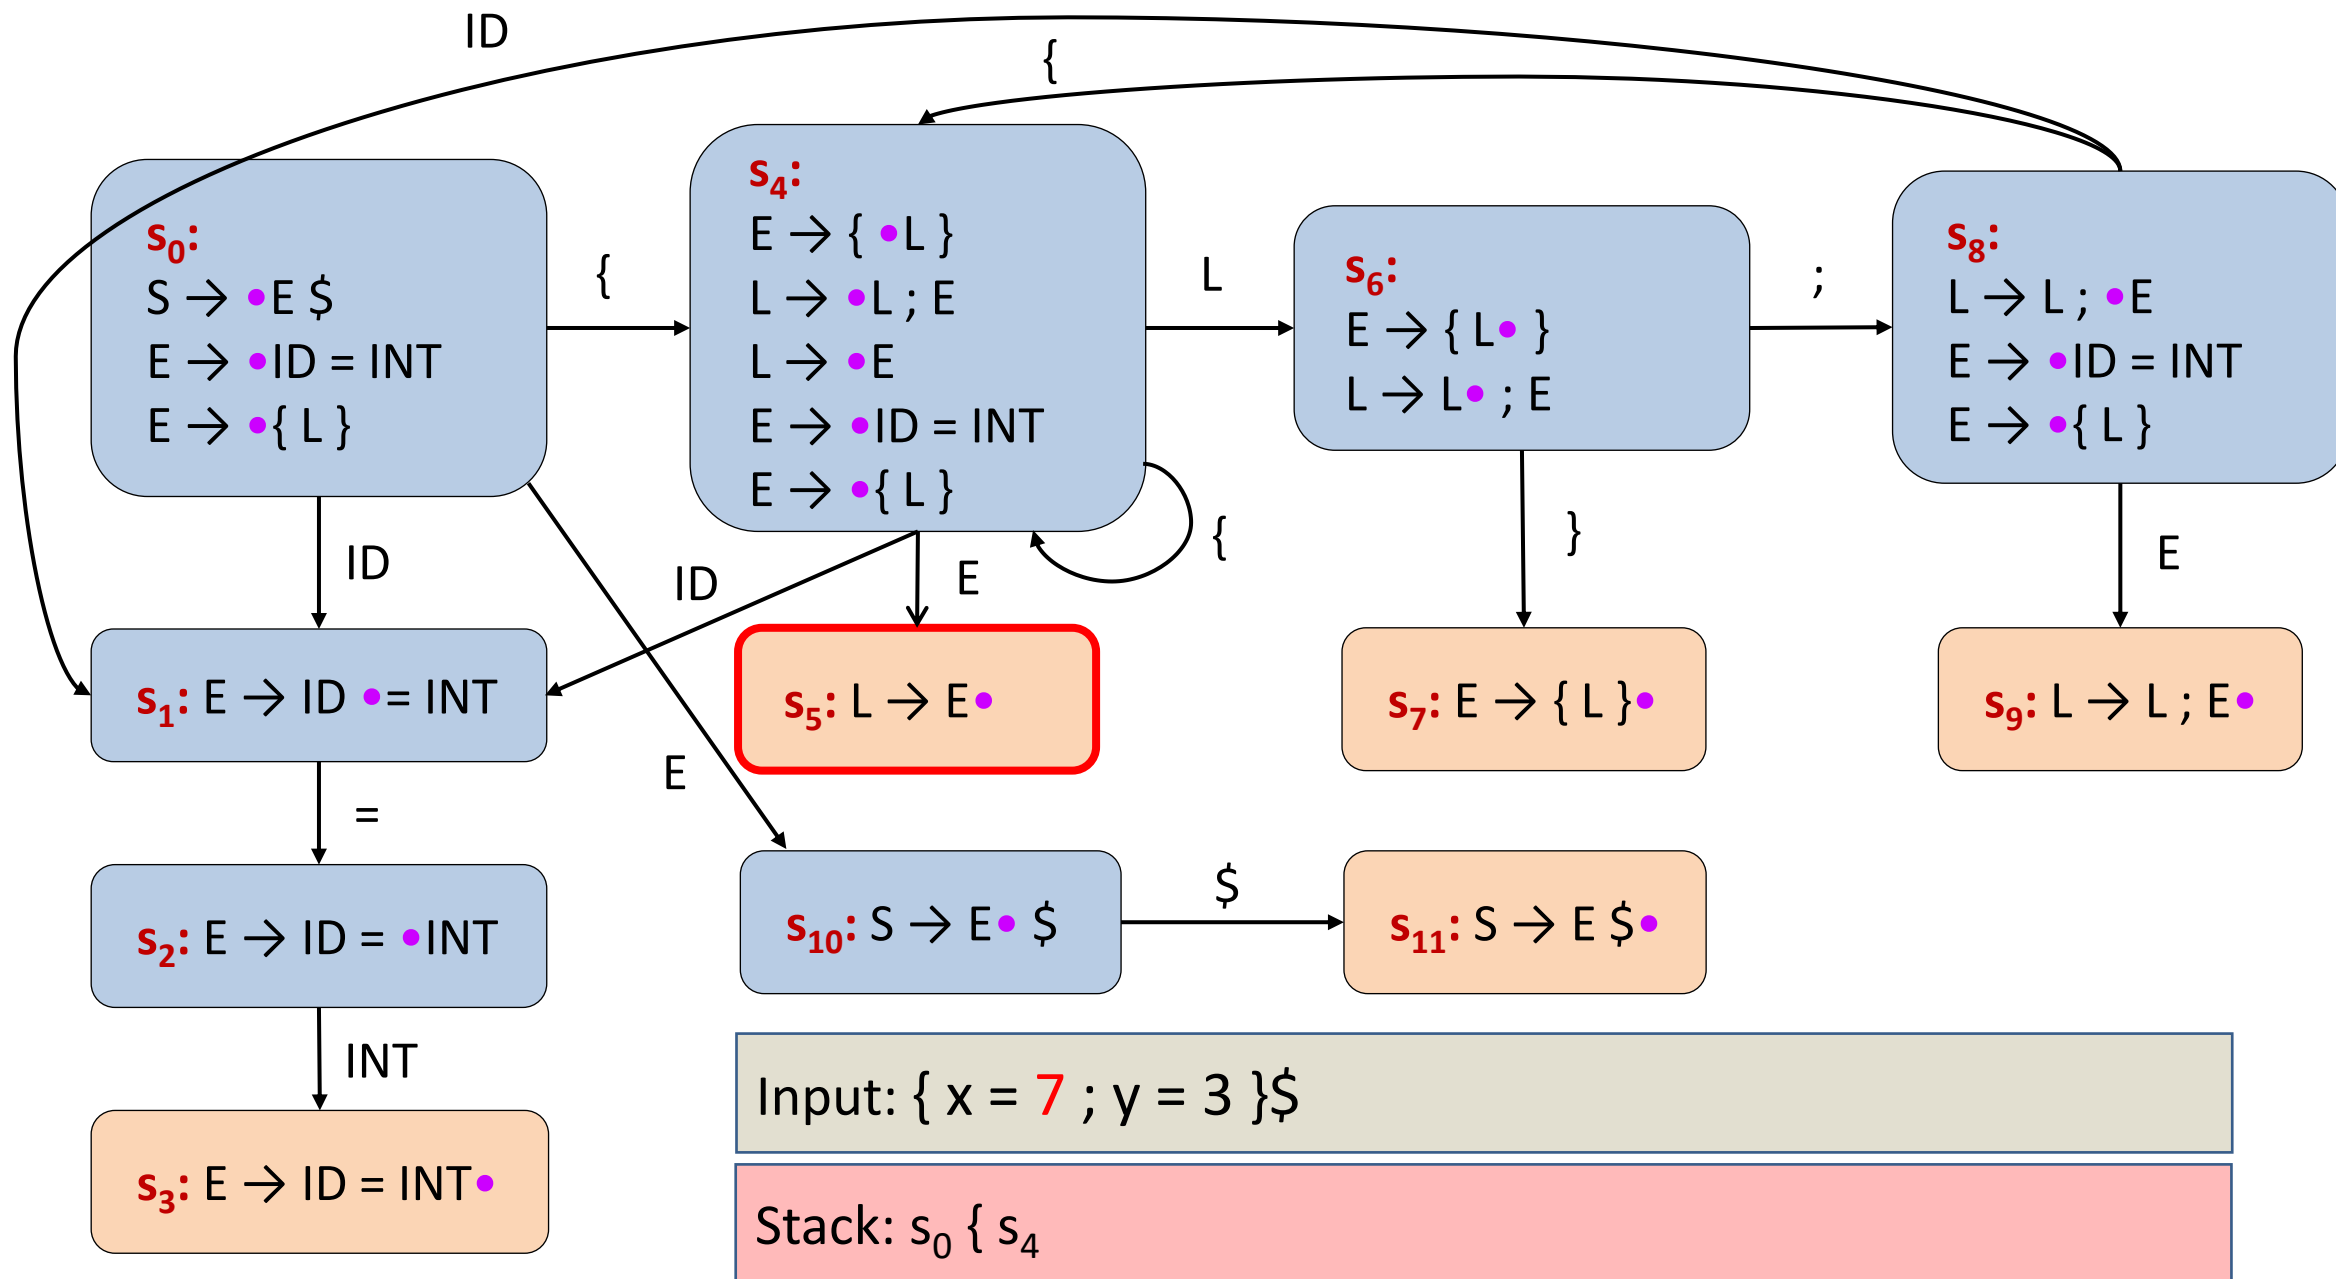 ID
{
s0:
S → •E $
E → •ID = INT
E → •{ L }
{
s4:
E → { •L }
L → •L ; E
L → •E
E → •ID = INT
E → •{ L }
L
s6:
E → { L• }
L → L• ; E
;
s8:
L → L ; •E
E → •ID = INT
E → •{ L }
ID
ID
E
{
}
E
s1: E → ID •= INT
s5: L → E•
s7: E → { L }•
s9: L → L ; E•
=
E
s2: E → ID = •INT
s10: S → E• $
$
s11: S → E $•
INT
s3: E → ID = INT•
Input: { x = 7 ; y = 3 }$
Stack: s0 { s4